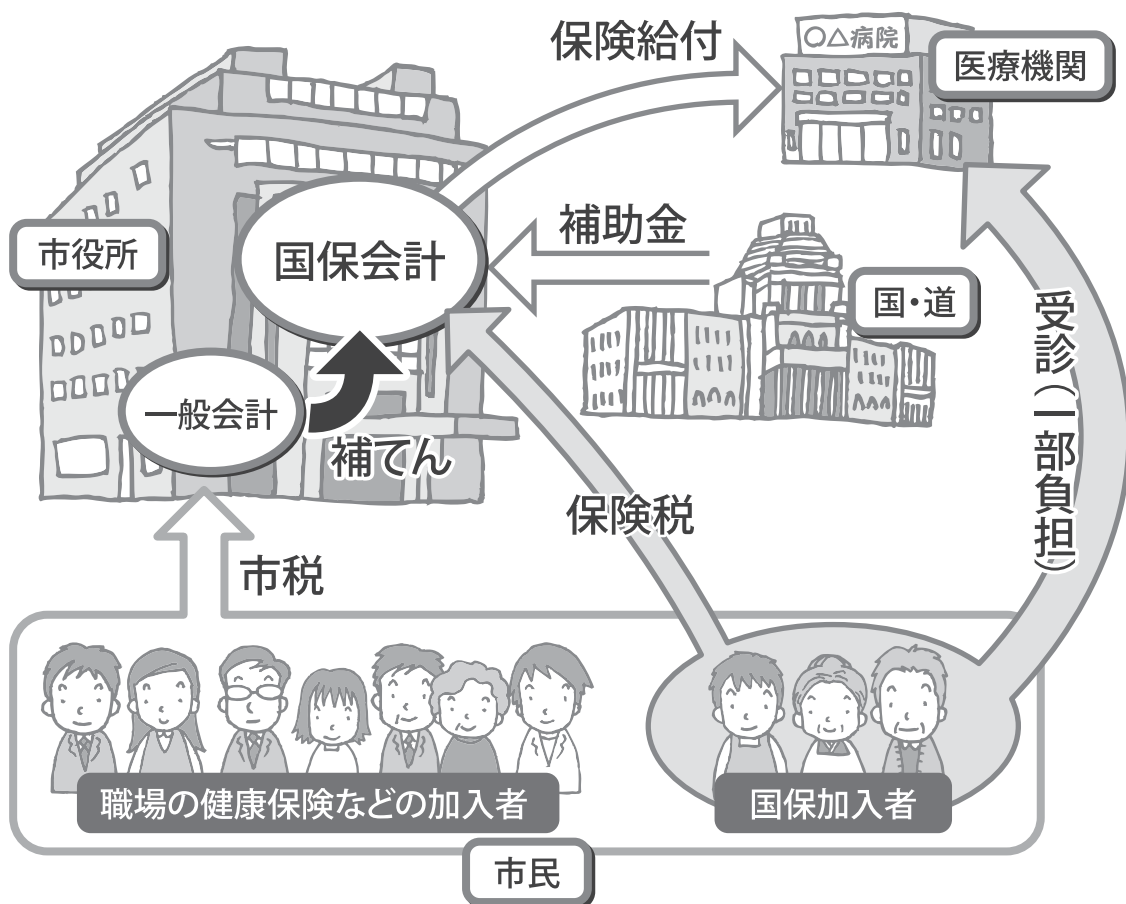 保険給付
〇△病院
医療機関
市役所
国保会計
補助金
国・道
一般会計
補てん
受診（一部負担）
保険税
市税
職場の健康保険などの加入者
国保加入者
市民